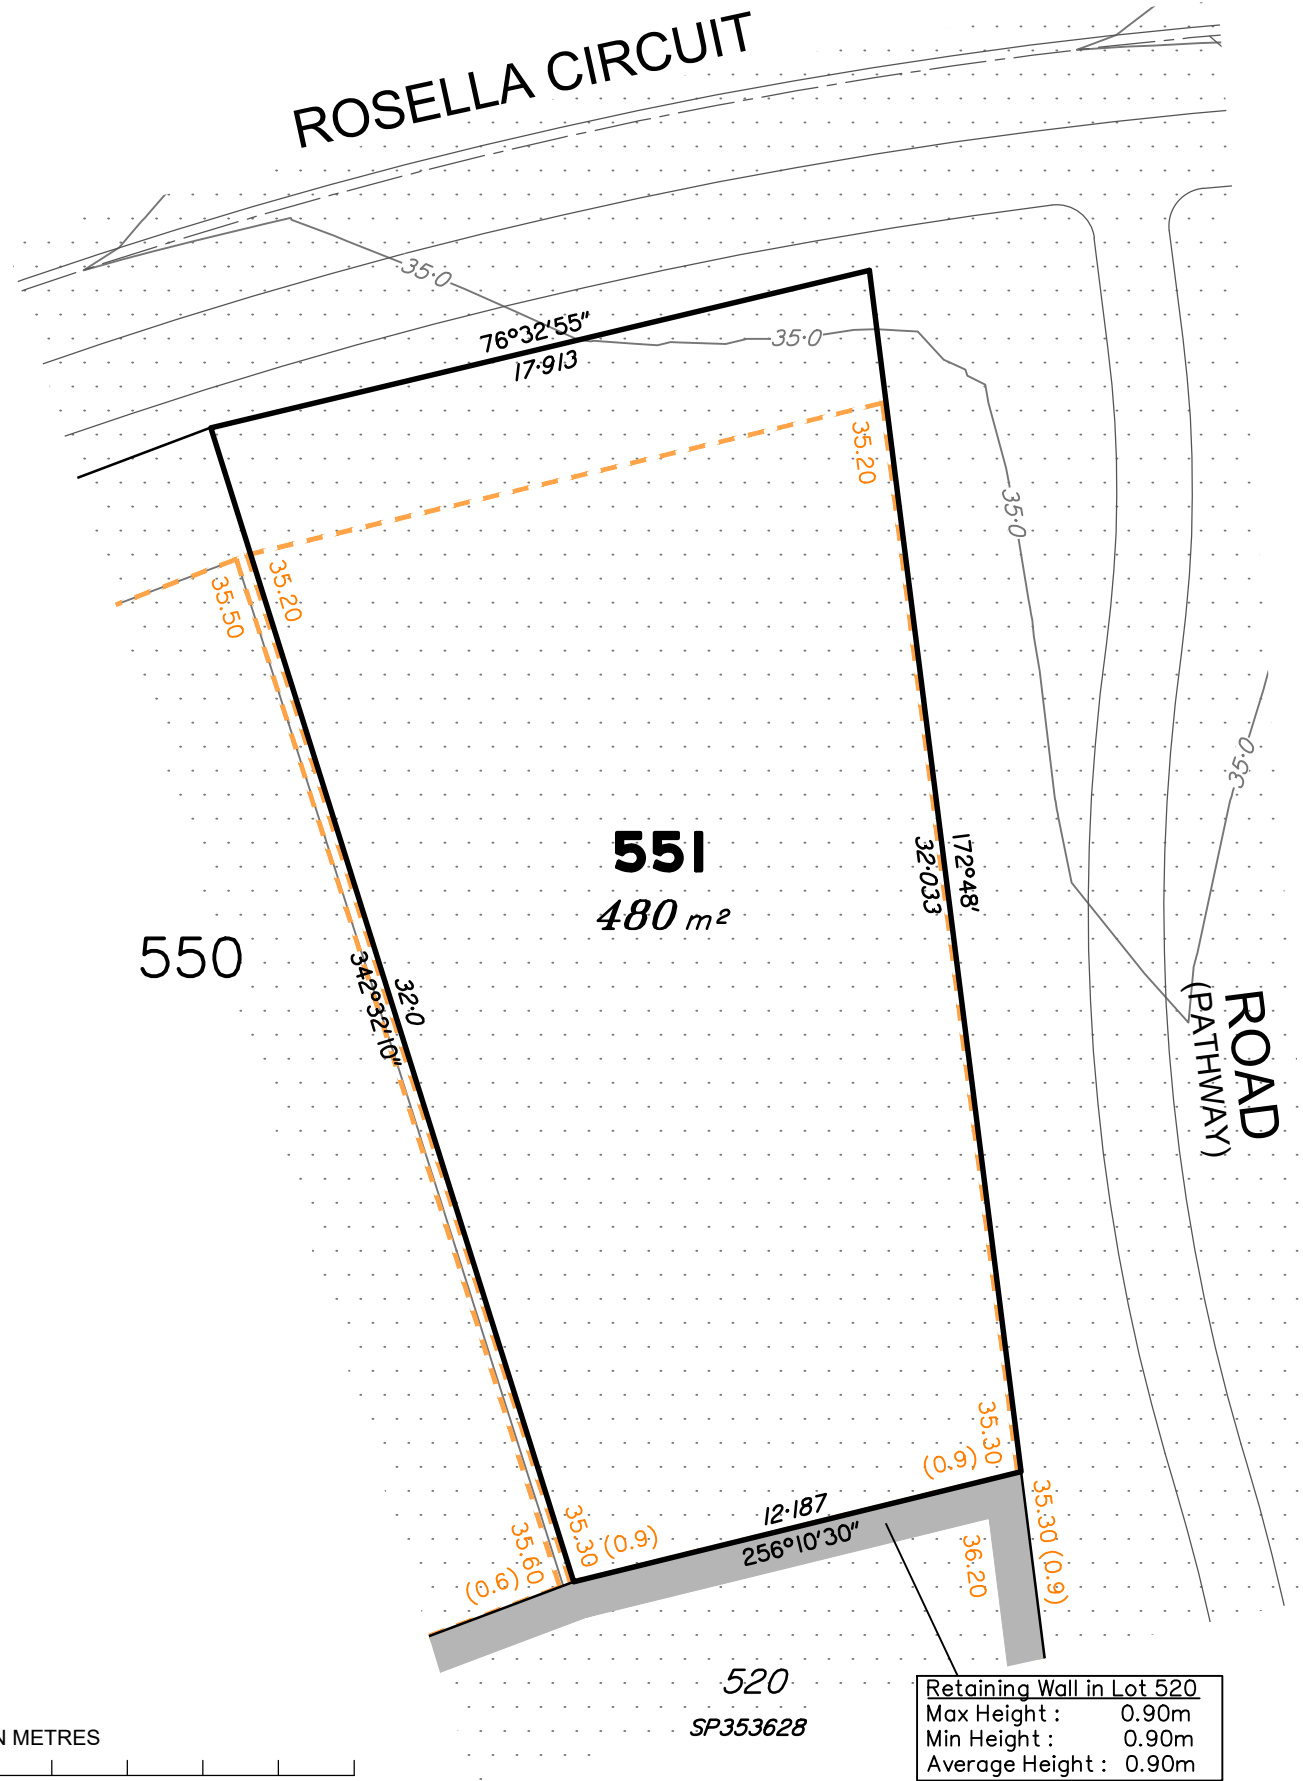 ROSELLA CIRCUIT
35·0
76°32'55"
17·913
35·0
35.20
35.20
35.50
35·0
35·0
551
480 m²
172°48'
32·033
550
32·0
342°32'10"
ROAD
(PATHWAY)
35.30
(0.9)
12·187
256°10'30"
35.30 (0.9)
35.30
(0.9)
35.60
(0.6)
36.20
520
SP353628
Retaining Wall in Lot 520
Max Height : 0.90m
Min Height : 0.90m
Average Height : 0.90m
N METRES